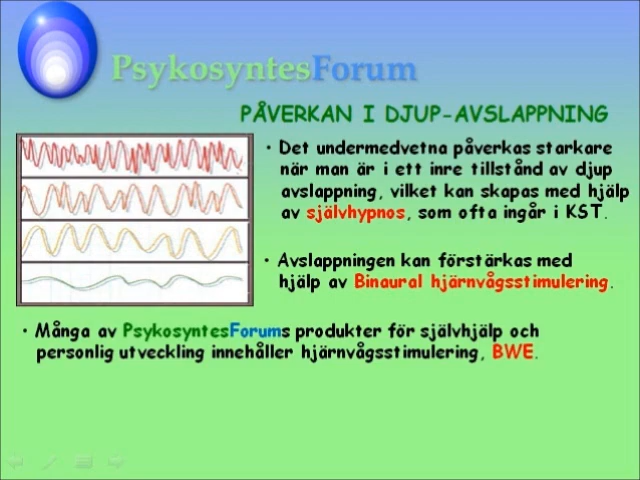 PsykosyntesForum
PÅVERKAN I DJUP-AVSLAPPNING
• Det undermedvetna påverkas starkare
när man är i ett inre tillstånd av djup
avslappning, vilket kan skapas med hjälp
av självhypnos, som ofta ingår i KST.
• Avslappningen kan förstärkas med
hjälp av Binaural hjärnvågsstimulering.
• Många av PsykosyntesForums produkter för självhjälp och
personlig utveckling innehåller hjärnvågsstimulering, BWE.